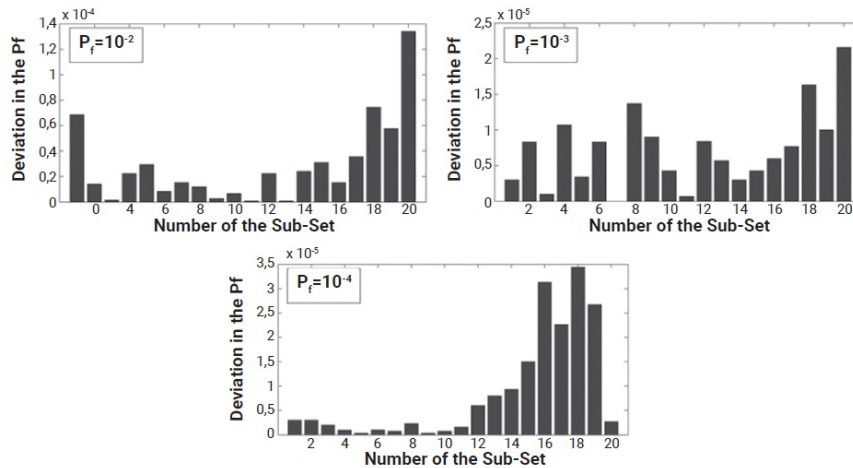 x 10-4
1,4
1,2
1
0,8
0,6
0,4
0,2
0
Pf=10-2
Deviation in the Pf
0 4 6 8 10 12 14 16 18 20
Number of the Sub-Set
x 10-5
2,5
2
1,5
1
0,5
0
Pf=10-3
Deviation in the Pf
2 4 6 8 10 12 14 16 18 20
Number of the Sub-Set
x 10-5
3,5
3
2,5
2
1,5
1
0,5
0
Pf=10-4
Deviation in the Pf
2 4 6 8 10 12 14 16 18 20
Number of the Sub-Set